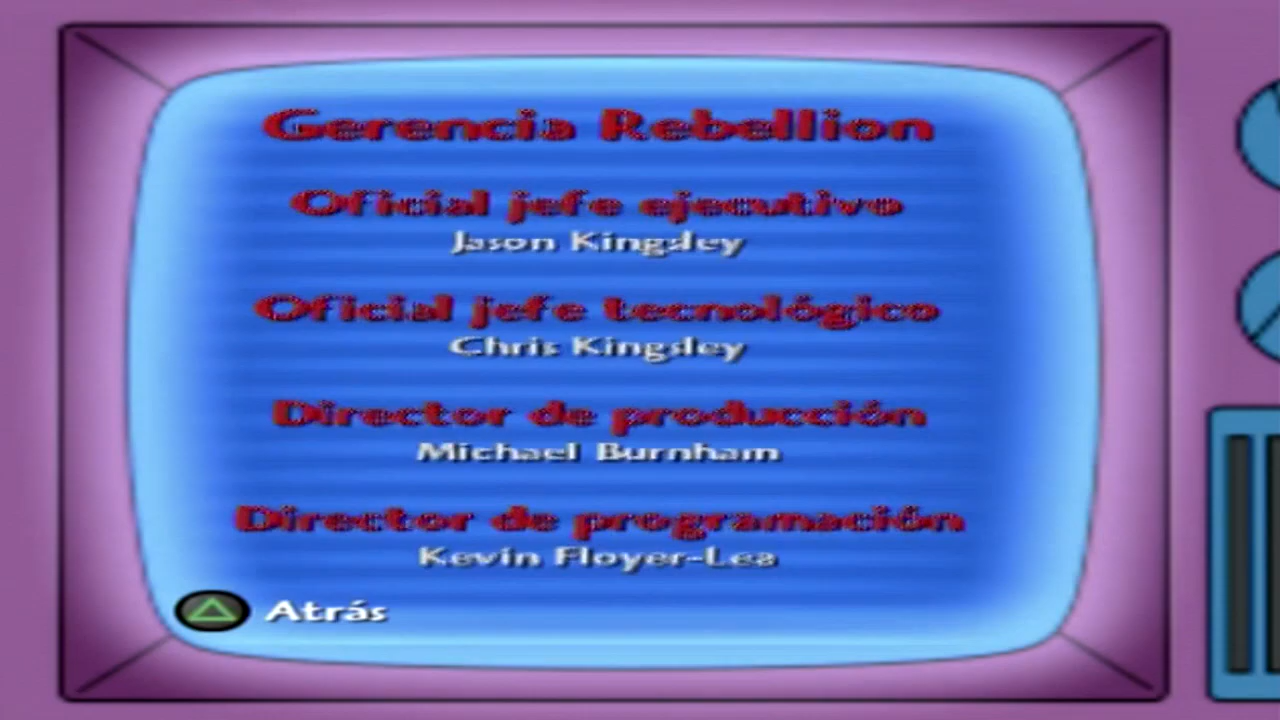 Gerencia Rebellion
Oficial jefe ejecutivo
Jason Kingsley
Oficial jefe tecnológico
Chris Kingsley
Director de producción
Michael Burnham
Director de programación
Kevin Floyer-Lea
Atrás